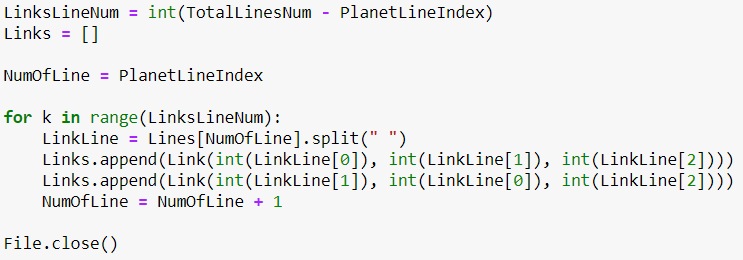 LinksLineNum = int(TotalLinesNum - PlanetLineIndex)
Links = []
NumOfLine = PlanetLineIndex
for k in range(LinksLineNum):
    LinkLine = Lines[NumOfLine].split(" ")
    Links.append(Link(int(LinkLine[0]), int(LinkLine[1]), int(LinkLine[2])))
    Links.append(Link(int(LinkLine[1]), int(LinkLine[0]), int(LinkLine[2])))
    NumOfLine = NumOfLine + 1
File.close()